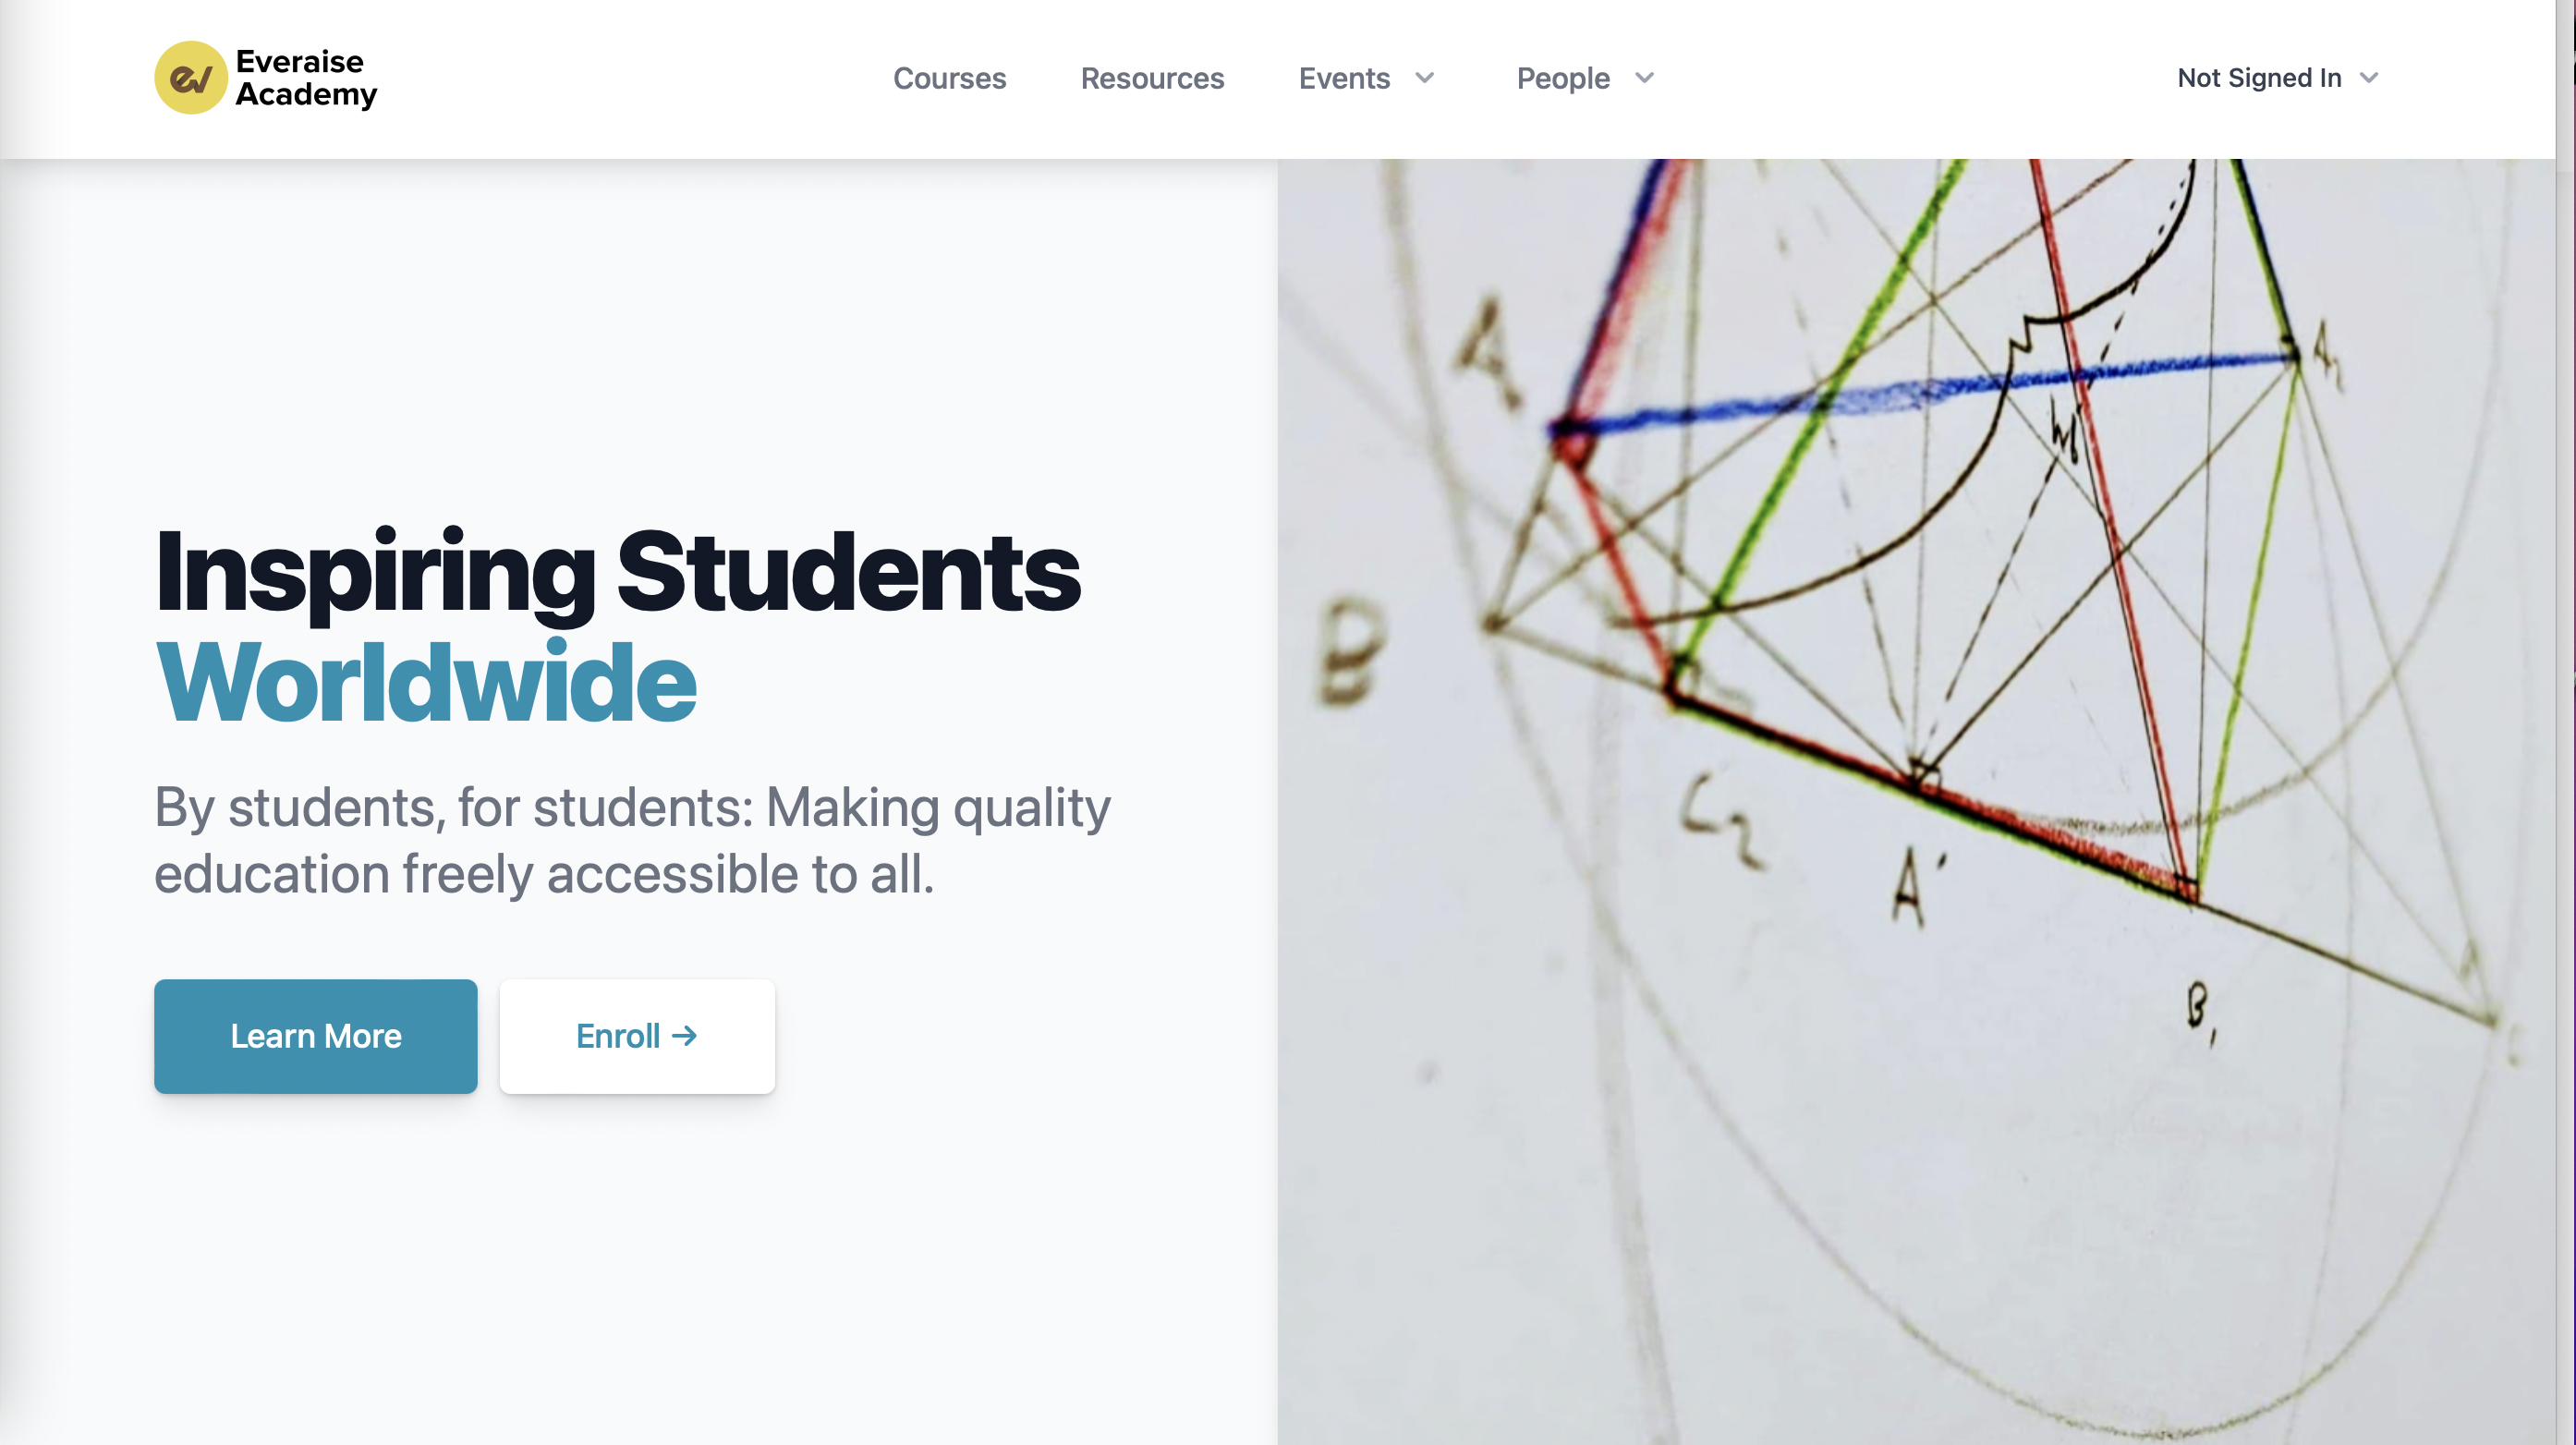 Everaise
Academy
Courses
Resources
Events
People
Not Signed In
Inspiring Students
Worldwide
By students, for students: Making quality
education freely accessible to all.
Learn More
Enroll →
A₁
A₁
M
B
C₂
A'
B₁